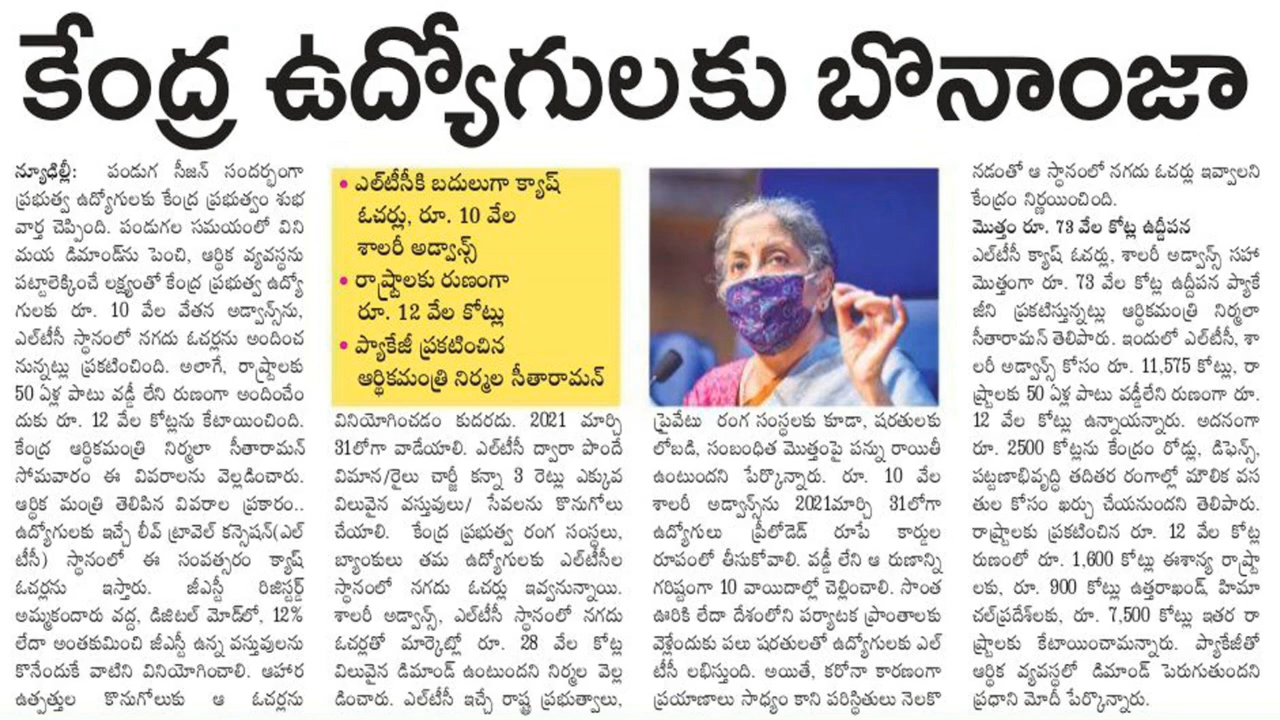 కేంద్ర ఉద్యోగులకు బొనాంజా
న్యూఢిల్లీ: పండుగ సీజన్ సందర్భంగా
ప్రభుత్వ ఉద్యోగులకు కేంద్ర ప్రభుత్వం శుభ
వార్త చెప్పింది. పండుగల సమయంలో విని
మయ డిమాండ్‌ను పెంచి, ఆర్థిక వ్యవస్థను
పట్టాలెక్కించే లక్ష్యంతో కేంద్ర ప్రభుత్వ ఉద్యో
గులకు రూ. 10 వేల వేతన అడ్వాన్స్‌ను,
ఎల్‌టీసీ స్థానంలో నగదు ఓచర్లను అందించ
నున్నట్లు ప్రకటించింది. అలాగే, రాష్ట్రాలకు
50 ఏళ్ల పాటు వడ్డీ లేని రుణంగా అందించేం
దుకు రూ. 12 వేల కోట్లను కేటాయించింది.
కేంద్ర ఆర్థికమంత్రి నిర్మలా సీతారామన్
సోమవారం ఈ వివరాలను వెల్లడించారు.
ఆర్థిక మంత్రి తెలిపిన వివరాల ప్రకారం..
ఉద్యోగులకు ఇచ్చే లీవ్ ట్రావెల్ కన్సెషన్(ఎల్
టీసీ) స్థానంలో ఈ సంవత్సరం క్యాష్
ఓచర్లను ఇస్తారు. జీఎస్టీ రిజిస్టర్డ్
అమ్మకందారు వద్ద, డిజిటల్ మోడ్‌లో, 12%
లేదా అంతకుమించి జీఎస్టీ ఉన్న వస్తువులను
కొనేందుకే వాటిని వినియోగించాలి. ఆహార
ఉత్పత్తుల కొనుగోలుకు ఆ ఓచర్లను
• ఎల్‌టీసీకి బదులుగా క్యాష్
ఓచర్లు, రూ. 10 వేల
శాలరీ అడ్వాన్స్
• రాష్ట్రాలకు రుణంగా
రూ. 12 వేల కోట్లు
• ప్యాకేజీ ప్రకటించిన
ఆర్థికమంత్రి నిర్మల సీతారామన్
వినియోగించడం కుదరదు. 2021 మార్చి
31లోగా వాడేయాలి. ఎల్‌టీసీ ద్వారా పొందే
విమాన/రైలు చార్జీ కన్నా 3 రెట్లు ఎక్కువ
విలువైన వస్తువులు/ సేవలను కొనుగోలు
చేయాలి. కేంద్ర ప్రభుత్వ రంగ సంస్థలు,
బ్యాంకులు తమ ఉద్యోగులకు ఎల్‌టీసీల
స్థానంలో నగదు ఓచర్లు ఇవ్వనున్నాయి.
శాలరీ అడ్వాన్స్, ఎల్‌టీసీ స్థానంలో నగదు
ఓచర్లతో మార్కెట్లో రూ. 28 వేల కోట్ల
విలువైన డిమాండ్ ఉంటుందని నిర్మల వెల్ల
డించారు. ఎల్‌టీసీ ఇచ్చే రాష్ట్ర ప్రభుత్వాలు,
ప్రైవేటు రంగ సంస్థలకు కూడా, షరతులకు
లోబడి, సంబంధిత మొత్తంపై పన్ను రాయితీ
ఉంటుందని పేర్కొన్నారు. రూ. 10 వేల
శాలరీ అడ్వాన్స్‌ను 2021మార్చి 31లోగా
ఉద్యోగులు ప్రీలోడెడ్ రూపే కార్డుల
రూపంలో తీసుకోవాలి. వడ్డీ లేని ఆ రుణాన్ని
గరిష్టంగా 10 వాయిదాల్లో చెల్లించాలి. సొంత
ఊరికి లేదా దేశంలోని పర్యాటక ప్రాంతాలకు
వెళ్లేందుకు పలు షరతులతో ఉద్యోగులకు ఎల్
టీసీ లభిస్తుంది. అయితే, కరోనా కారణంగా
ప్రయాణాలు సాధ్యం కాని పరిస్థితులు నెలకొ
నడంతో ఆ స్థానంలో నగదు ఓచర్లు ఇవ్వాలని
కేంద్రం నిర్ణయించింది.
మొత్తం రూ. 73 వేల కోట్ల ఉద్దీపన
ఎల్‌టీసీ క్యాష్ ఓచర్లు, శాలరీ అడ్వాన్స్ సహా
మొత్తంగా రూ. 73 వేల కోట్ల ఉద్దీపన ప్యాకే
జీని ప్రకటిస్తున్నట్లు ఆర్థికమంత్రి నిర్మలా
సీతారామన్ తెలిపారు. ఇందులో ఎల్‌టీసీ, శా
లరీ అడ్వాన్స్ కోసం రూ. 11,575 కోట్లు, రా
ష్ట్రాలకు 50 ఏళ్ల పాటు వడ్డీలేని రుణంగా రూ.
12 వేల కోట్లు ఉన్నాయన్నారు. అదనంగా
రూ. 2500 కోట్లను కేంద్రం రోడ్లు, డిఫెన్స్,
పట్టణాభివృద్ధి తదితర రంగాల్లో మౌలిక వస
తుల కోసం ఖర్చు చేయనుందని తెలిపారు.
రాష్ట్రాలకు ప్రకటించిన రూ. 12 వేల కోట్ల
రుణంలో రూ. 1,600 కోట్లు ఈశాన్య రాష్ట్రా
లకు, రూ. 900 కోట్లు ఉత్తరాఖండ్, హిమా
చల్‌ప్రదేశ్‌లకు, రూ. 7,500 కోట్లు ఇతర రా
ష్ట్రాలకు కేటాయించామన్నారు. ప్యాకేజీతో
ఆర్థిక వ్యవస్థలో డిమాండ్ పెరుగుతుందని
ప్రధాని మోదీ పేర్కొన్నారు.